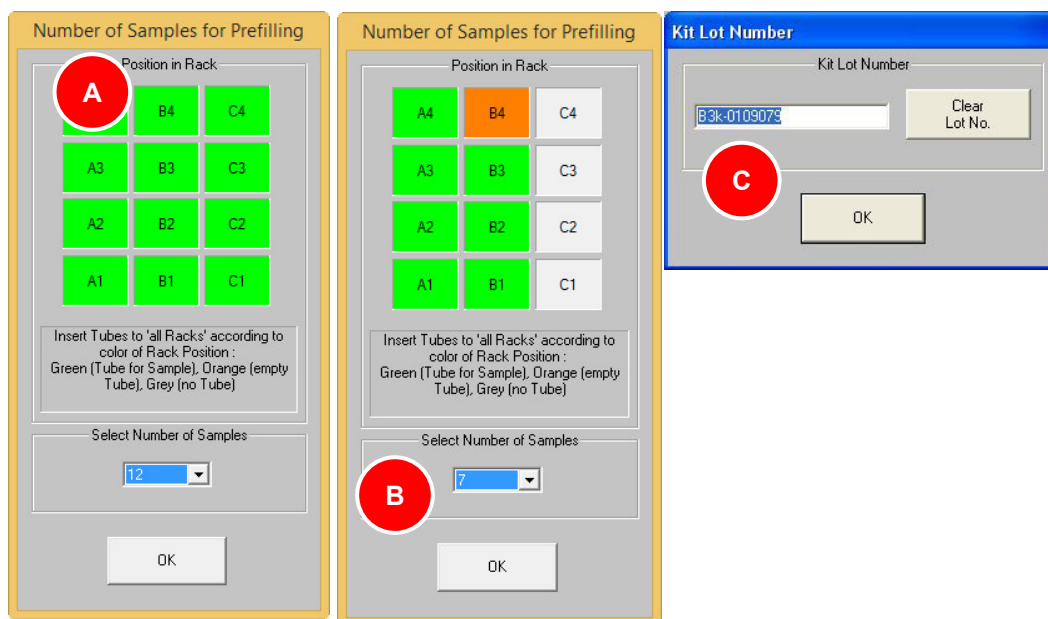 Number of Samples for Prefilling
Position in Rack
A
B4
C4
A3
B3
C3
A2
B2
C2
A1
B1
C1
Insert Tubes to 'all Racks' according to
color of Rack Position :
Green (Tube for Sample), Orange (empty
Tube), Grey (no Tube)
Select Number of Samples
12
OK
Number of Samples for Prefilling
Position in Rack
A4
B4
C4
A3
B3
C3
A2
B2
C2
A1
B1
C1
Insert Tubes to 'all Racks' according to
color of Rack Position :
Green (Tube for Sample), Orange (empty
Tube), Grey (no Tube)
Select Number of Samples
B
7
OK
Kit Lot Number
Kit Lot Number
B3k-0109079
Clear
Lot No.
C
OK